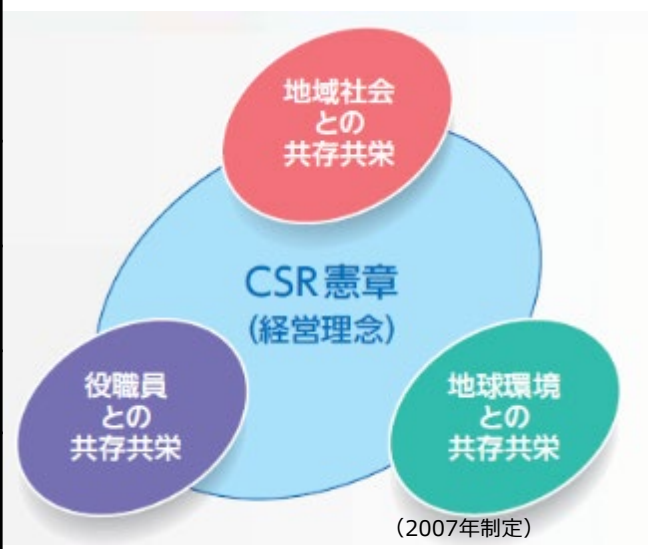 地域社会
との
共存共栄
CSR憲章
(経営理念)
役職員
との
共存共栄
地球環境
との
共存共栄
（2007年制定）